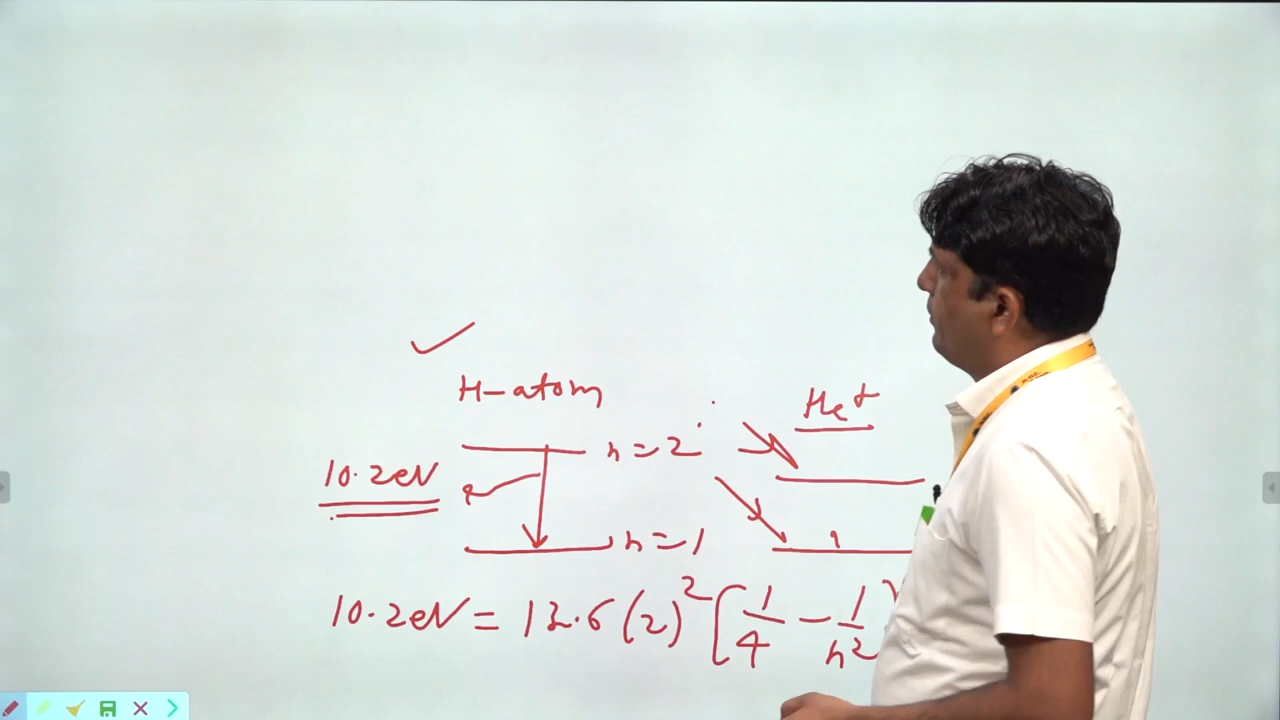 H-atom
He+
n=2
10.2eV
n=1
10.2eV = 13.6 (2)² [ 1/4 - 1/n²